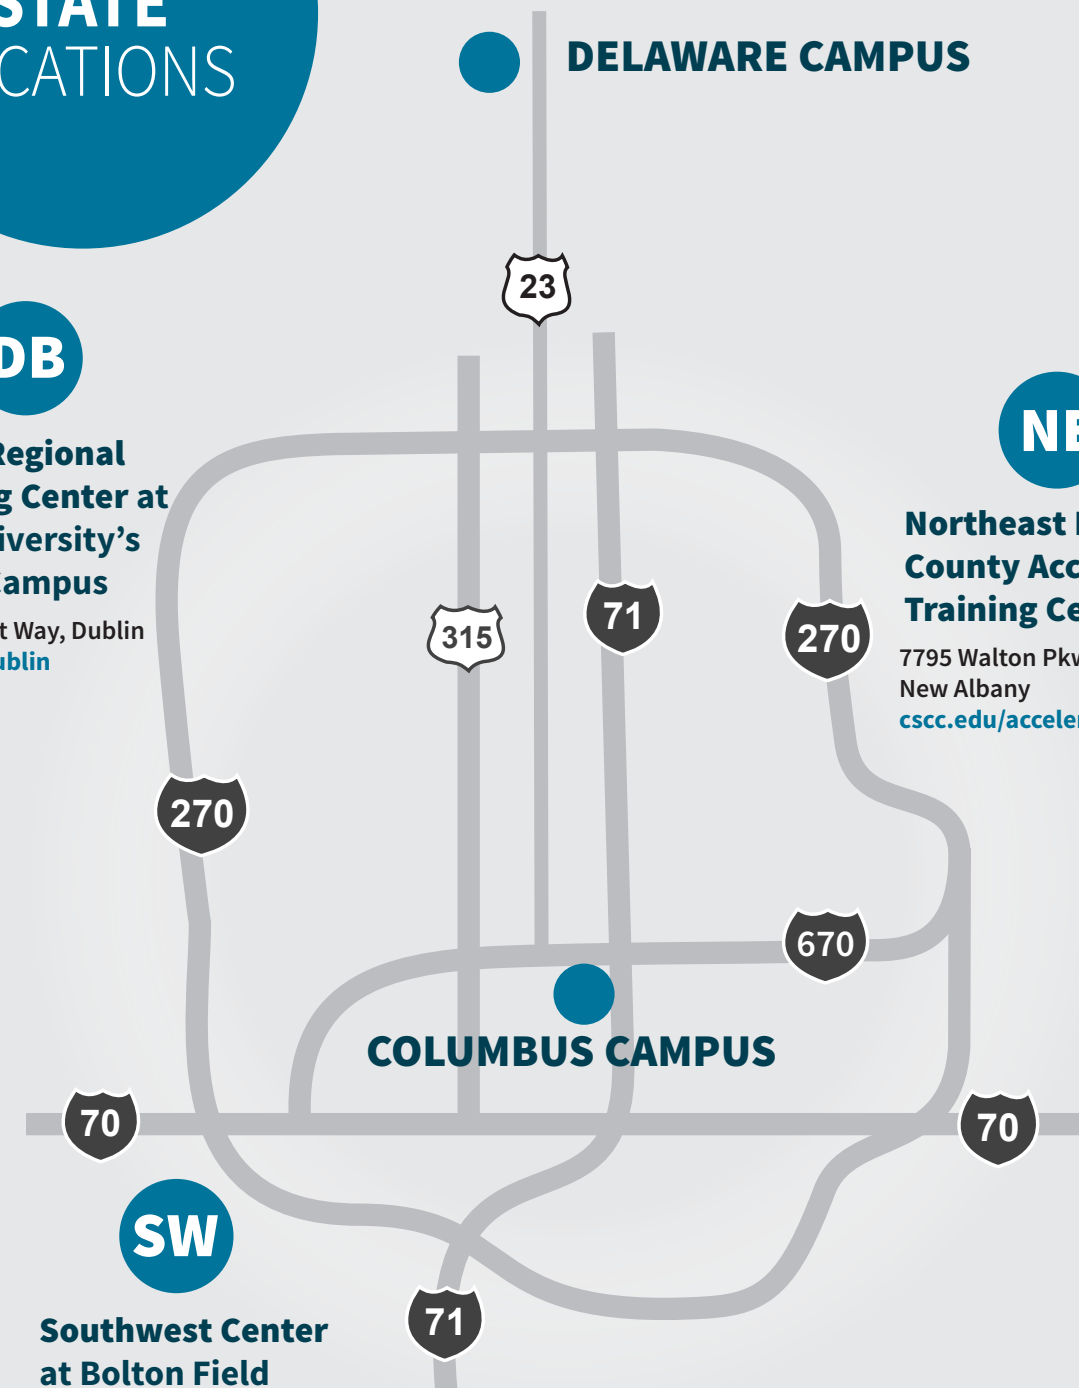 STATE
CATIONS
DELAWARE CAMPUS
23
DB
Regional
g Center at
iversity’s
Campus
t Way, Dublin
ublin
NE
Northeast
County Acc
Training Ce
7795 Walton Pkw
New Albany
cscc.edu/acceler
315
71
270
270
670
COLUMBUS CAMPUS
70
70
SW
Southwest Center
at Bolton Field
71